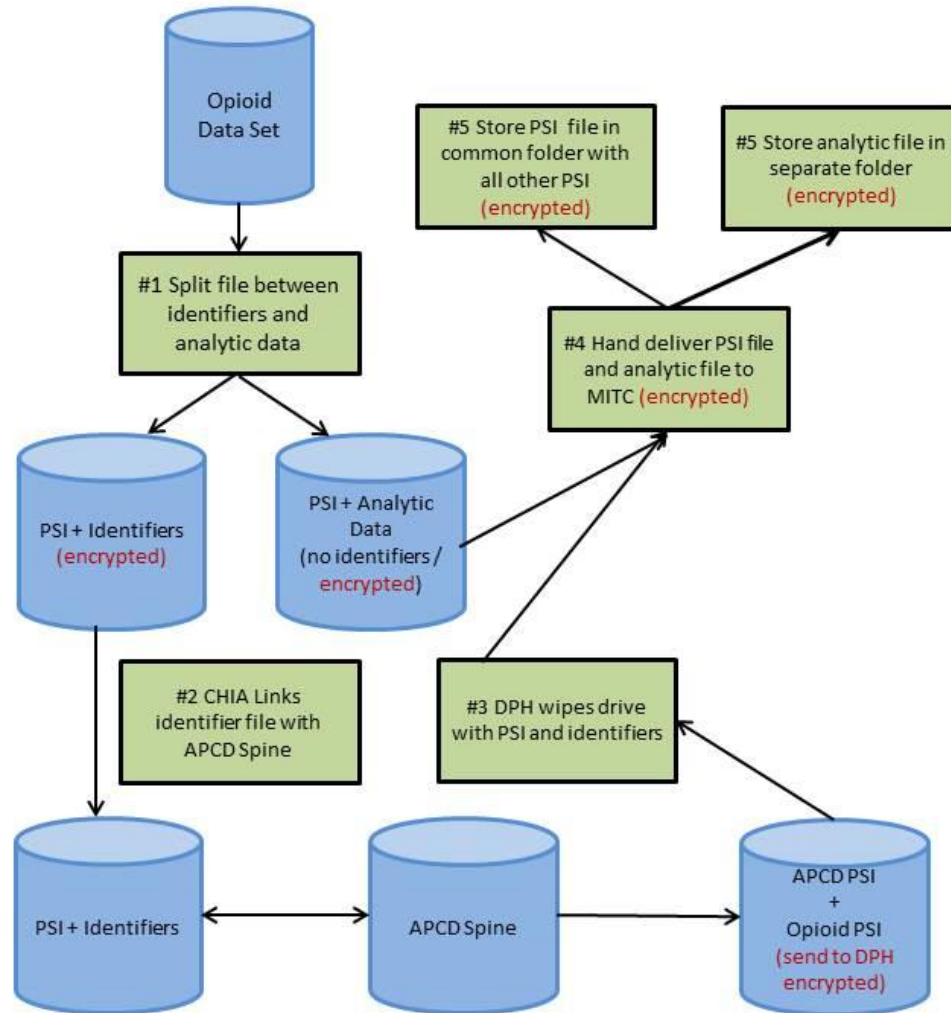 Opioid
Data Set
#5 Store PSI file in
common folder with
all other PSI
(encrypted)
#5 Store analytic file in
separate folder
(encrypted)
#1 Split file between
identifiers and
analytic data
#4 Hand deliver PSI file
and analytic file to
MITC (encrypted)
PSI + Identifiers
(encrypted)
PSI + Analytic
Data
(no identifiers /
encrypted)
#2 CHIA Links
identifier file with
APCD Spine
#3 DPH wipes drive
with PSI and identifiers
PSI + Identifiers
APCD Spine
APCD PSI
+
Opioid PSI
(send to DPH
encrypted)